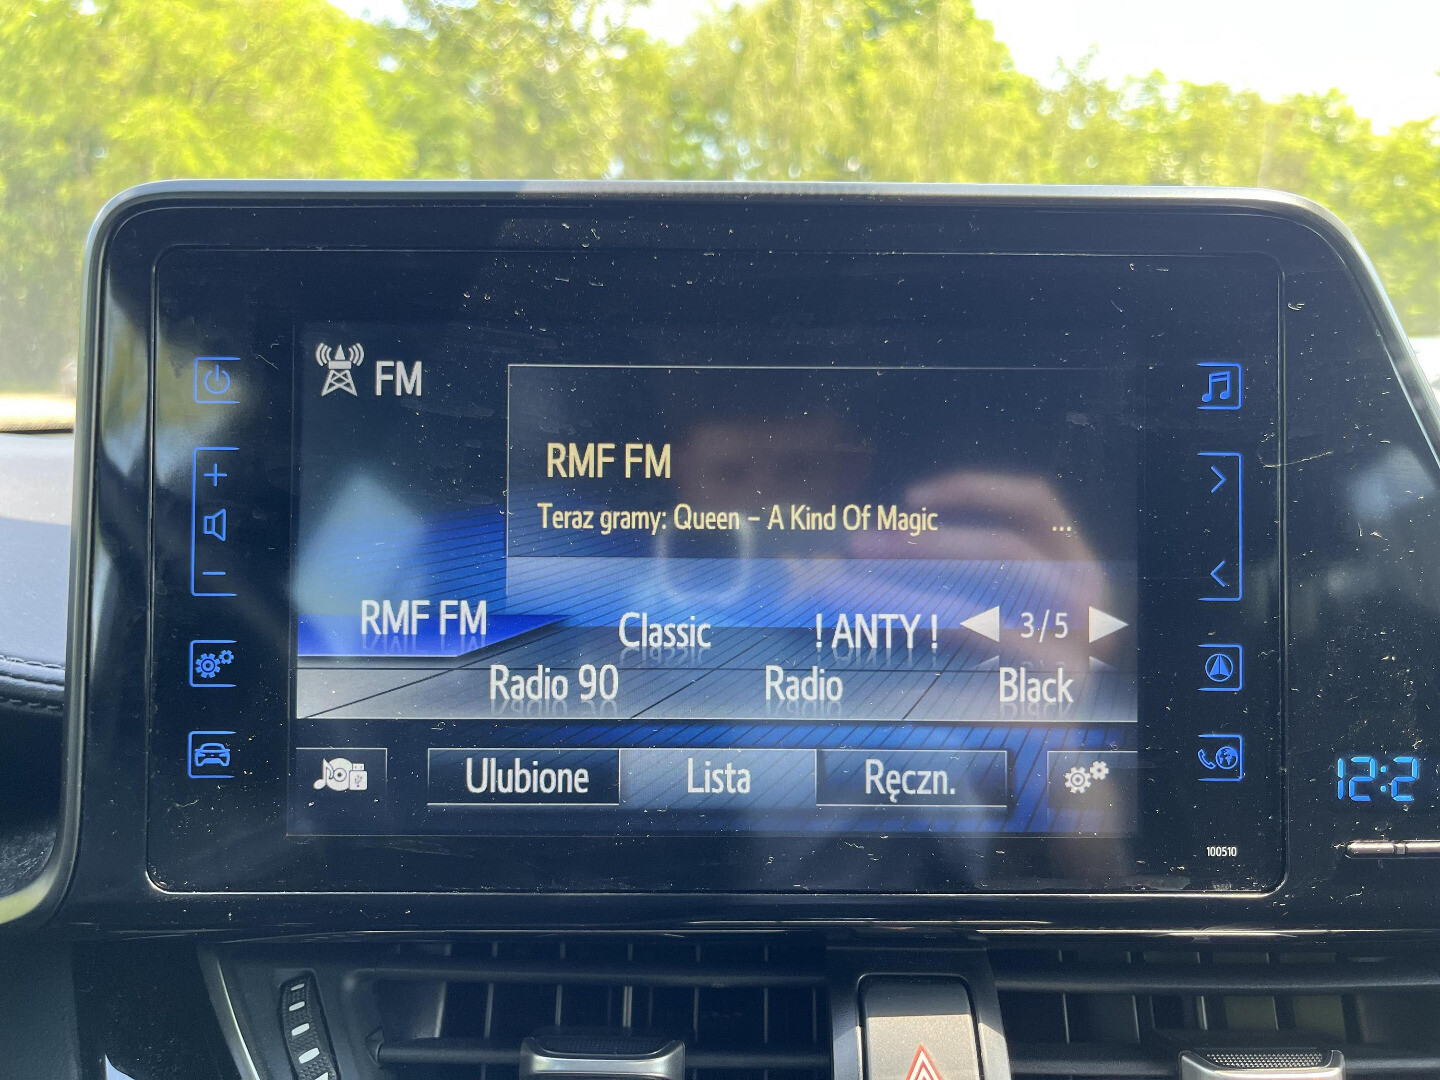 FM
RMF FM
Teraz gramy: Queen – A Kind Of Magic ...
RMF FM Classic ! ANTY ! 3/5
Radio 90 Radio Black
Ulubione Lista Ręczn.
12:2
100510